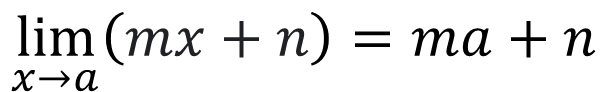 lim(mx + n) = ma + n
x→a